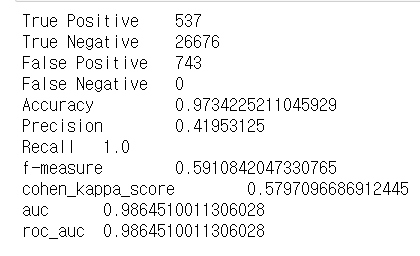 True Positive 537
True Negative 26676
False Positive 743
False Negative 0
Accuracy 0.9734225211045929
Precision 0.41953125
Recall 1.0
f-measure 0.5910842047330765
cohen_kappa_score 0.5797096686912445
auc 0.9864510011306028
roc_auc 0.9864510011306028